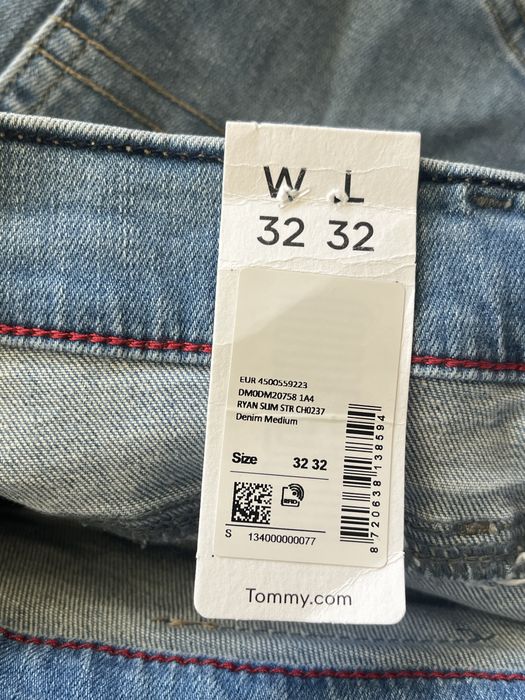 W L
32 32
EUR 4500559223
DM0DM20758 1A4
RYAN SLIM STR CH0237
Denim Medium
Size 32 32
RFID
S 134000000077
8 720638 138594
Tommy.com